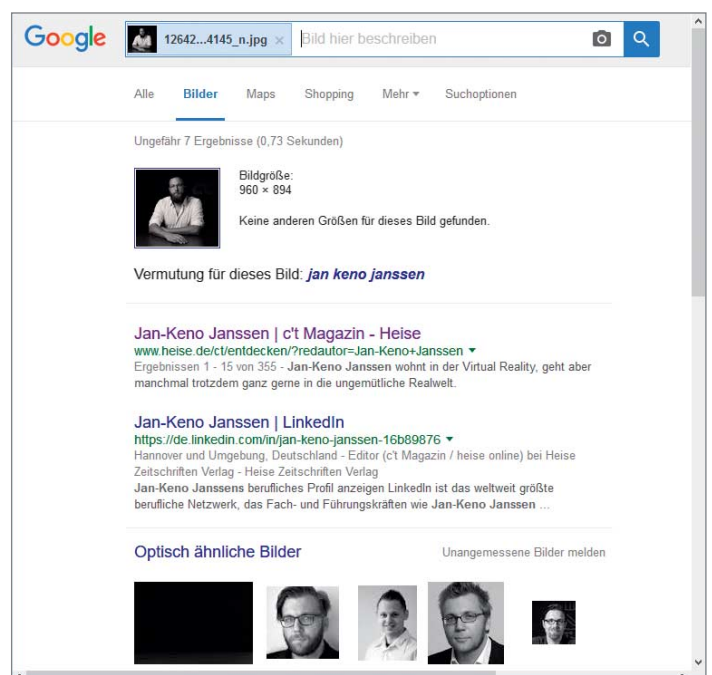 Google 12642...4145_n.jpg × Bild hier beschreiben
Alle Bilder Maps Shopping Mehr Suchoptionen
Ungefähr 7 Ergebnisse (0,73 Sekunden)
Bildgröße:
960 × 894
Keine anderen Größen für dieses Bild gefunden.
Vermutung für dieses Bild: jan keno janssen
Jan-Keno Janssen | c't Magazin - Heise
www.heise.de/ct/entdecken/?redautor=Jan-Keno+Janssen
Ergebnissen 1 - 15 von 355 - Jan-Keno Janssen wohnt in der Virtual Reality, geht aber
manchmal trotzdem ganz gerne in die ungemütliche Realwelt.
Jan-Keno Janssen | LinkedIn
https://de.linkedin.com/in/jan-keno-janssen-16b89876
Hannover und Umgebung, Deutschland - Editor (c't Magazin / heise online) bei Heise
Zeitschriften Verlag - Heise Zeitschriften Verlag
Jan-Keno Janssens berufliches Profil anzeigen LinkedIn ist das weltweit größte
berufliche Netzwerk, das Fach- und Führungskräften wie Jan-Keno Janssen ...
Optisch ähnliche Bilder Unangemessene Bilder melden